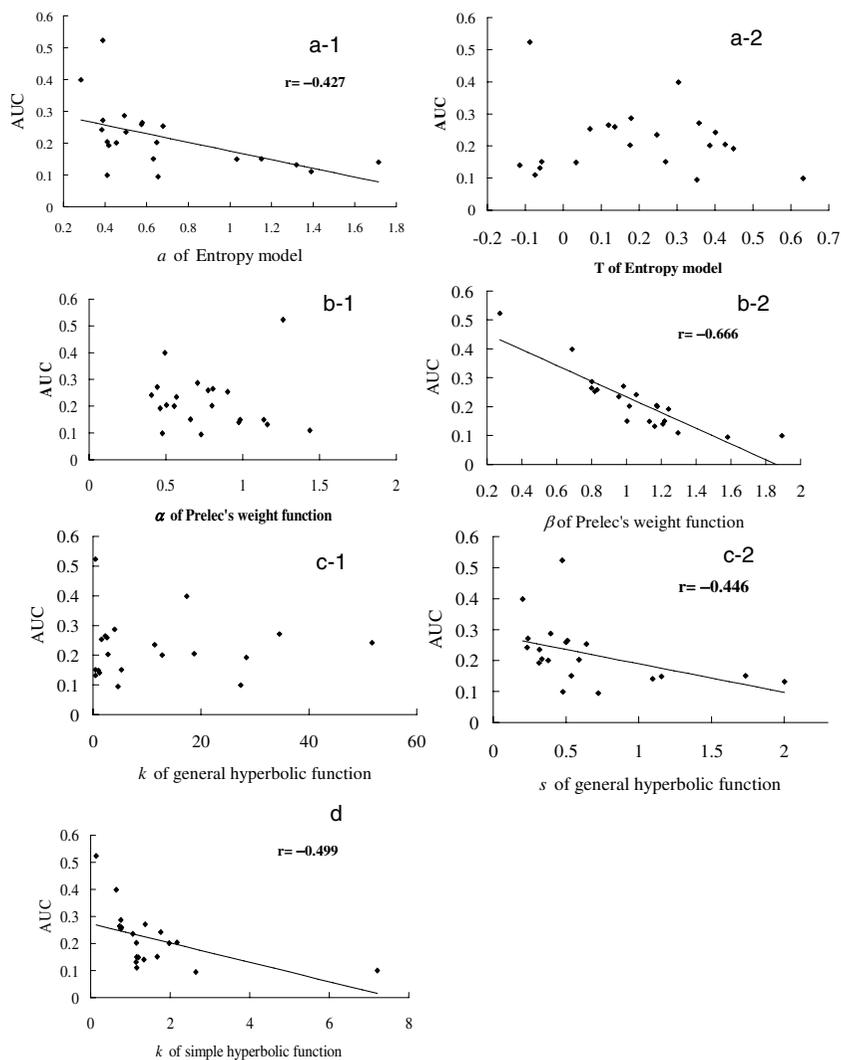 a-1
r= −0.427
AUC
0.6
0.5
0.4
0.3
0.2
0.1
0
0.2 0.4 0.6 0.8 1 1.2 1.4 1.6 1.8
a of Entropy model
a-2
AUC
0.6
0.5
0.4
0.3
0.2
0.1
0
-0.2 -0.1 0 0.1 0.2 0.3 0.4 0.5 0.6 0.7
T of Entropy model
b-1
AUC
0.6
0.5
0.4
0.3
0.2
0.1
0
0 0.5 1 1.5 2
α of Prelec's weight function
b-2
r= −0.666
AUC
0.6
0.5
0.4
0.3
0.2
0.1
0
0.2 0.4 0.6 0.8 1 1.2 1.4 1.6 1.8 2
β of Prelec's weight function
c-1
AUC
0.6
0.5
0.4
0.3
0.2
0.1
0
0 20 40 60
k of general hyperbolic function
c-2
r= −0.446
AUC
0.6
0.5
0.4
0.3
0.2
0.1
0
0 0.5 1 1.5 2
s of general hyperbolic function
d
r= −0.499
AUC
0.6
0.5
0.4
0.3
0.2
0.1
0
0 2 4 6 8
k of simple hyperbolic function